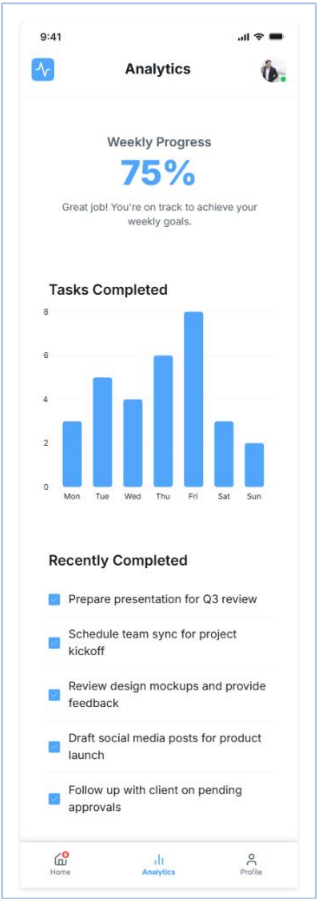 9:41
Analytics
Weekly Progress
75%
Great job! You're on track to achieve your
weekly goals.
Tasks Completed
8
6
4
2
0
Mon Tue Wed Thu Fri Sat Sun
Recently Completed
Prepare presentation for Q3 review
Schedule team sync for project
kickoff
Review design mockups and provide
feedback
Draft social media posts for product
launch
Follow up with client on pending
approvals
Home Analytics Profile